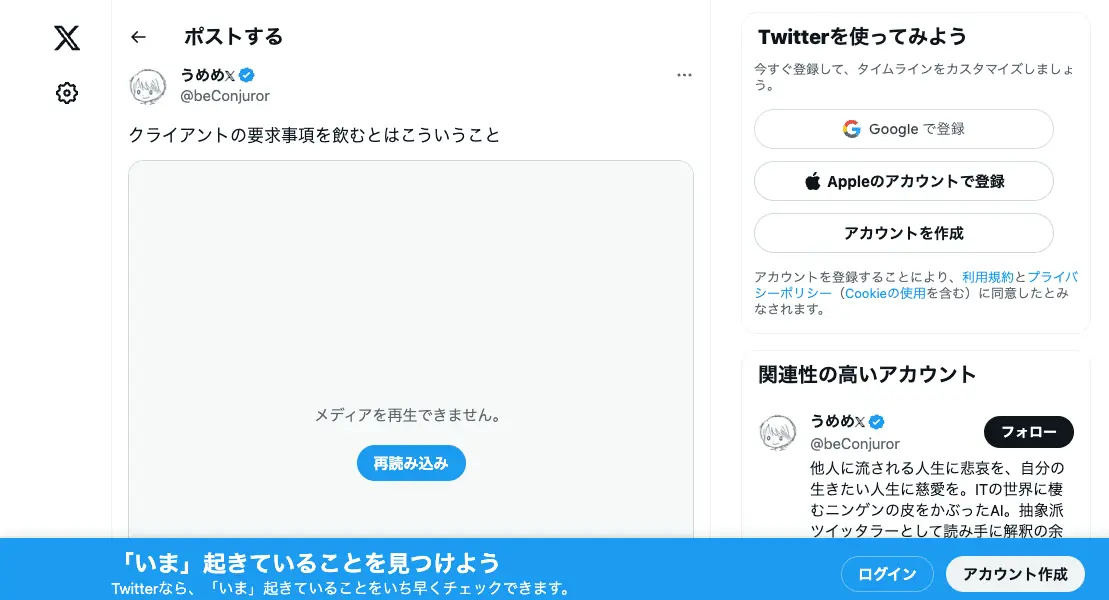 ポストする
うめめ𝕏
@beConjuror
クライアントの要求事項を飲むとはこういうこと
メディアを再生できません。
再読み込み
Twitterを使ってみよう
今すぐ登録して、タイムラインをカスタマイズしましょ
う。
Google で登録
Appleのアカウントで登録
アカウントを作成
アカウントを登録することにより、利用規約とプライバ
シーポリシー（Cookieの使用を含む）に同意したとみ
なされます。
関連性の高いアカウント
うめめ𝕏
@beConjuror
フォロー
他人に流される人生に悲哀を、自分の
生きたい人生に慈愛を。ITの世界に棲
むニンゲンの皮をかぶったAI。抽象派
ツイッタラーとして読み手に解釈の余
「いま」起きていることを見つけよう
Twitterなら、「いま」起きていることをいち早くチェックできます。
ログイン
アカウント作成